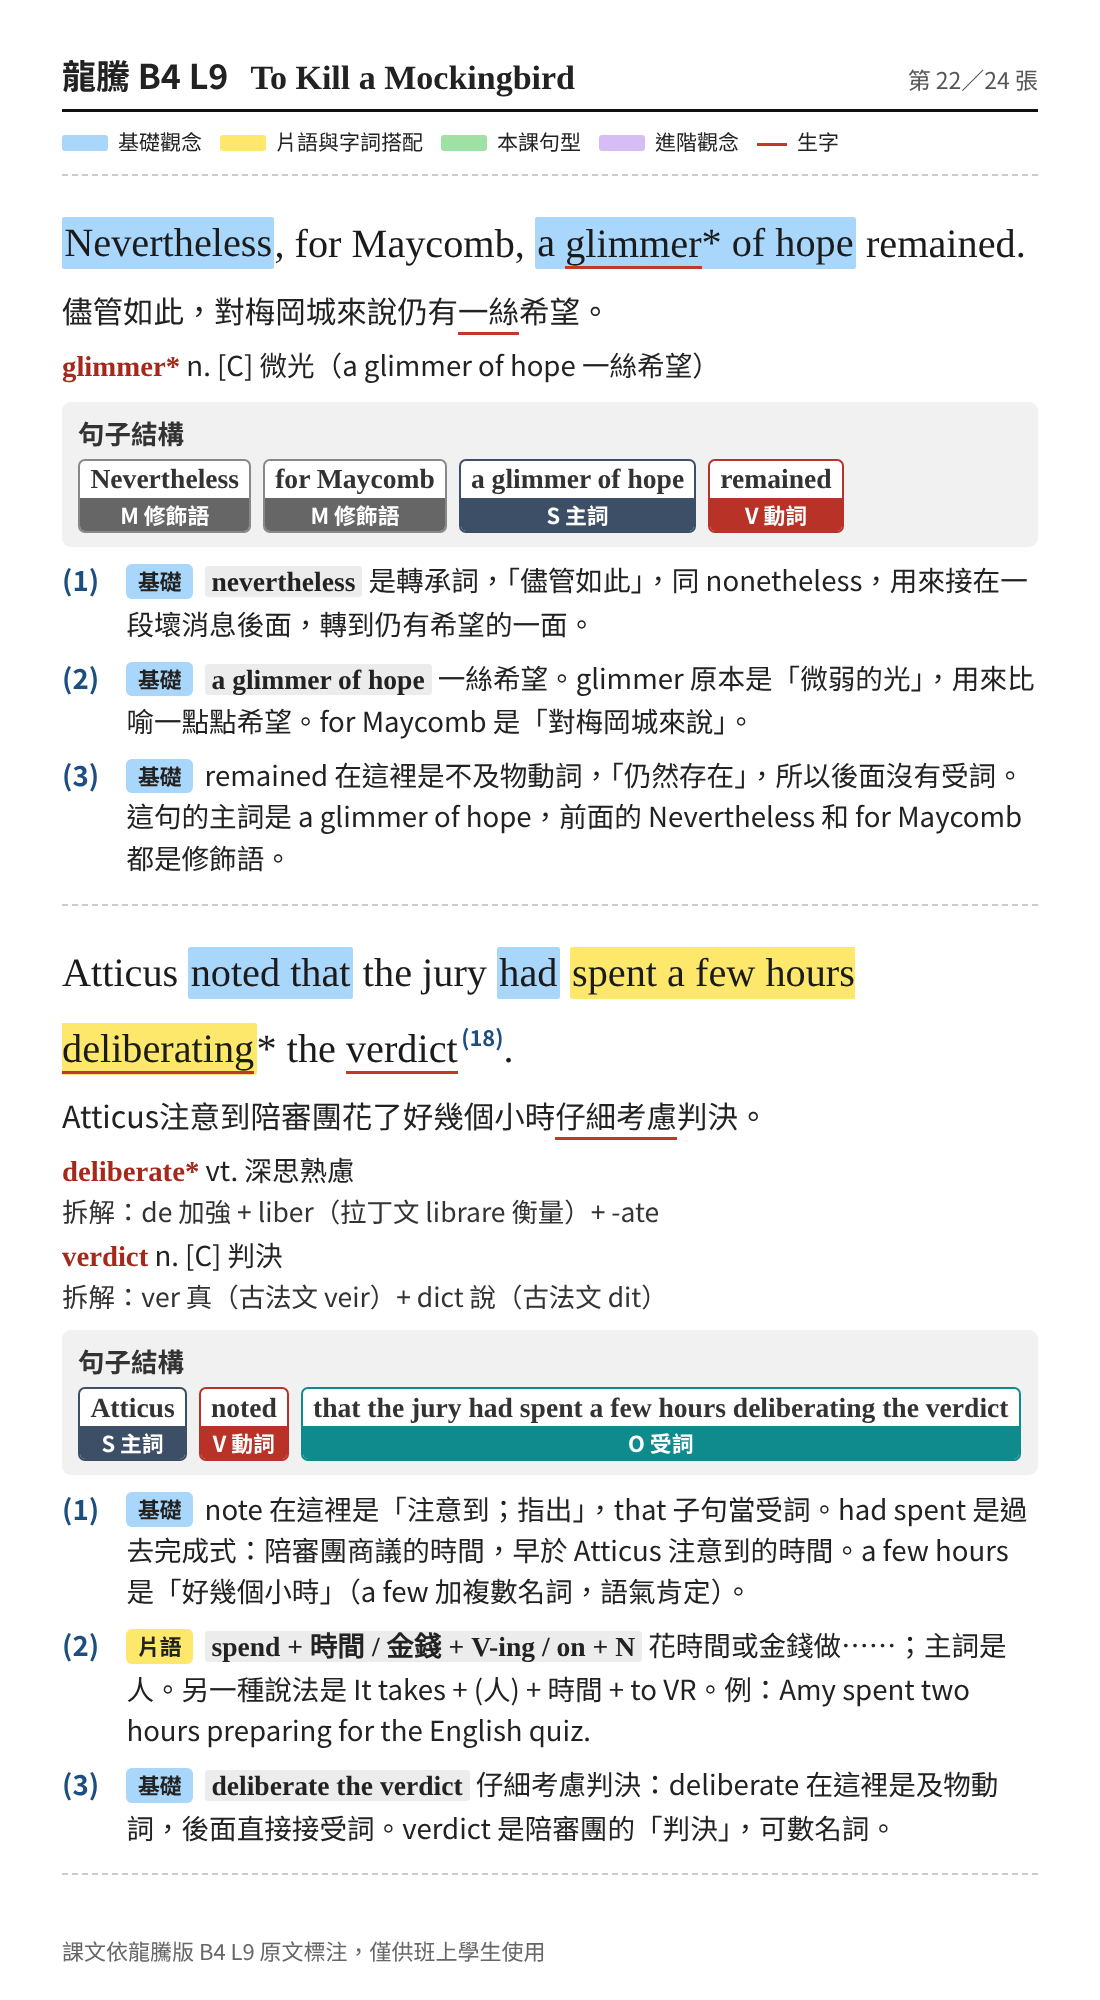 龍騰 B4 L9 To Kill a Mockingbird 第 22／24 張
基礎觀念 片語與字詞搭配 本課句型 進階觀念 生字
Nevertheless, for Maycomb, a glimmer* of hope remained.
儘管如此，對梅岡城來說仍有一絲希望。
glimmer* n. [C] 微光（a glimmer of hope 一絲希望）
句子結構
Nevertheless for Maycomb a glimmer of hope remained
M 修飾語 M 修飾語 S 主詞 V 動詞
(1) 基礎 nevertheless 是轉承詞，「儘管如此」，同 nonetheless，用來接在一
段壞消息後面，轉到仍有希望的一面。
(2) 基礎 a glimmer of hope 一絲希望。glimmer 原本是「微弱的光」，用來比
喻一點點希望。for Maycomb 是「對梅岡城來說」。
(3) 基礎 remained 在這裡是不及物動詞，「仍然存在」，所以後面沒有受詞。
這句的主詞是 a glimmer of hope，前面的 Nevertheless 和 for Maycomb
都是修飾語。
Atticus noted that the jury had spent a few hours
deliberating* the verdict(18).
Atticus注意到陪審團花了好幾個小時仔細考慮判決。
deliberate* vt. 深思熟慮
拆解：de 加強 + liber（拉丁文 librare 衡量）+ -ate
verdict n. [C] 判決
拆解：ver 真（古法文 veir）+ dict 說（古法文 dit）
句子結構
Atticus noted that the jury had spent a few hours deliberating the verdict
S 主詞 V 動詞 O 受詞
(1) 基礎 note 在這裡是「注意到；指出」，that 子句當受詞。had spent 是過
去完成式：陪審團商議的時間，早於 Atticus 注意到的時間。a few hours
是「好幾個小時」（a few 加複數名詞，語氣肯定）。
(2) 片語 spend + 時間 / 金錢 + V-ing / on + N 花時間或金錢做⋯⋯；主詞是
人。另一種說法是 It takes + (人) + 時間 + to VR。例：Amy spent two
hours preparing for the English quiz.
(3) 基礎 deliberate the verdict 仔細考慮判決：deliberate 在這裡是及物動
詞，後面直接接受詞。verdict 是陪審團的「判決」，可數名詞。
課文依龍騰版 B4 L9 原文標注，僅供班上學生使用